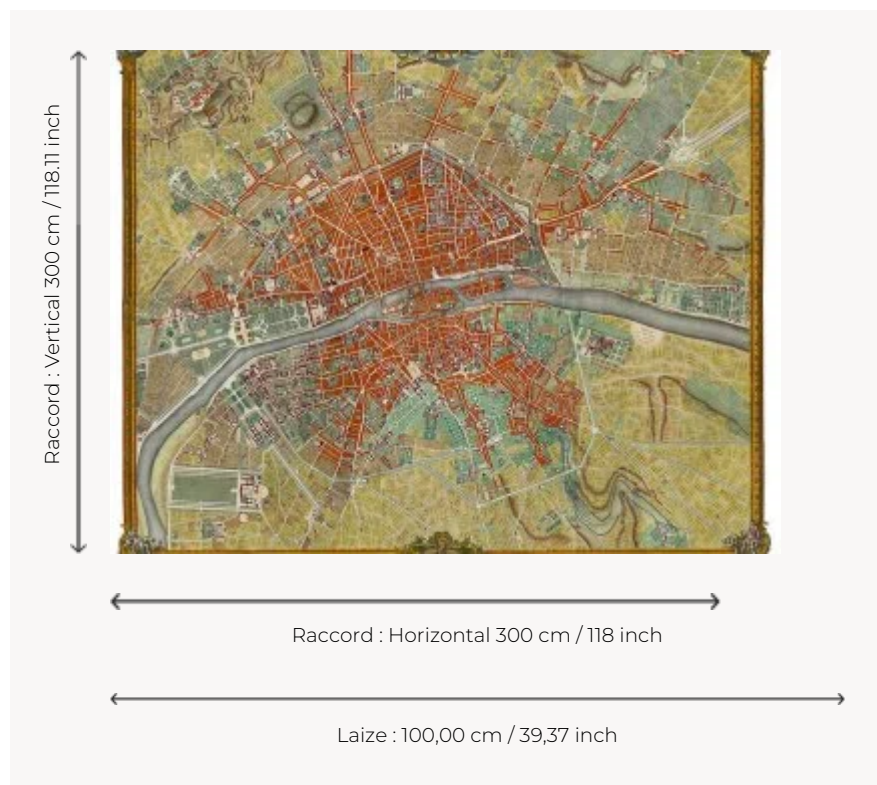 Raccord : Vertical 300 cm / 118.11 inch
Raccord : Horizontal 300 cm / 118 inch
Laize : 100,00 cm / 39,37 inch